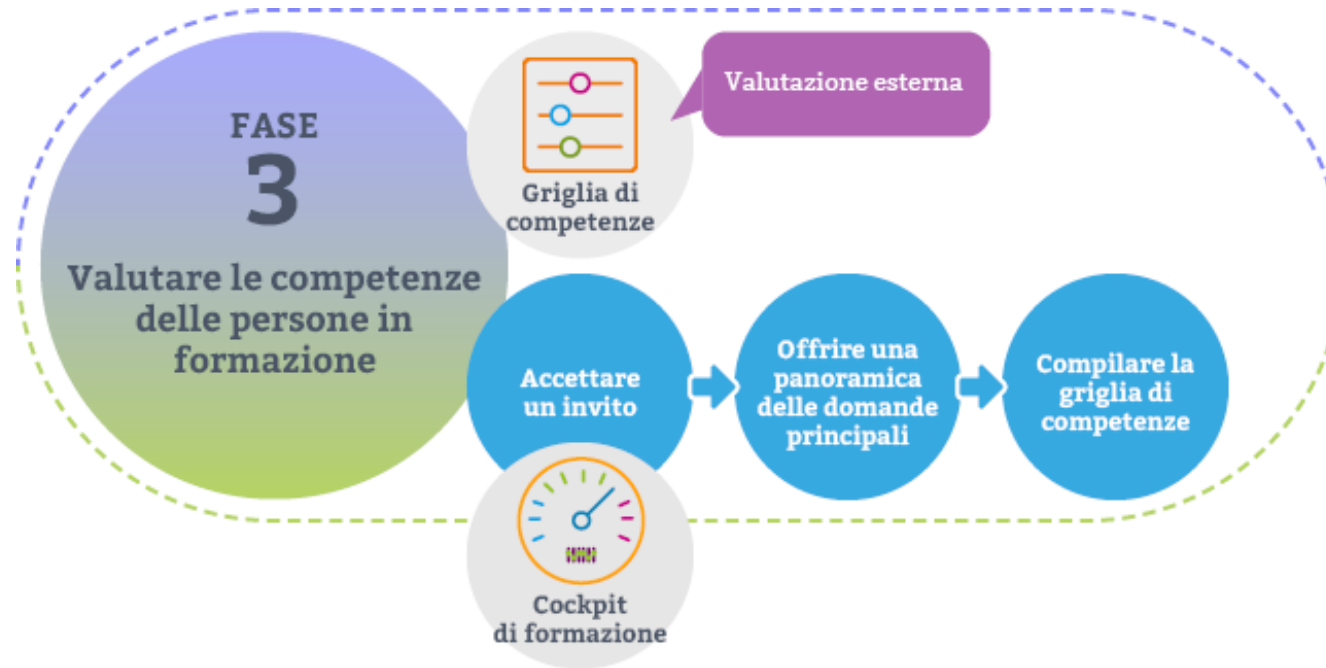 FASE
3
Valutare le competenze
delle persone in
formazione
Griglia di
competenze
Valutazione esterna
Accettare
un invito
Offrire una
panoramica
delle domande
principali
Compilare la
griglia di
competenze
Cockpit
di formazione